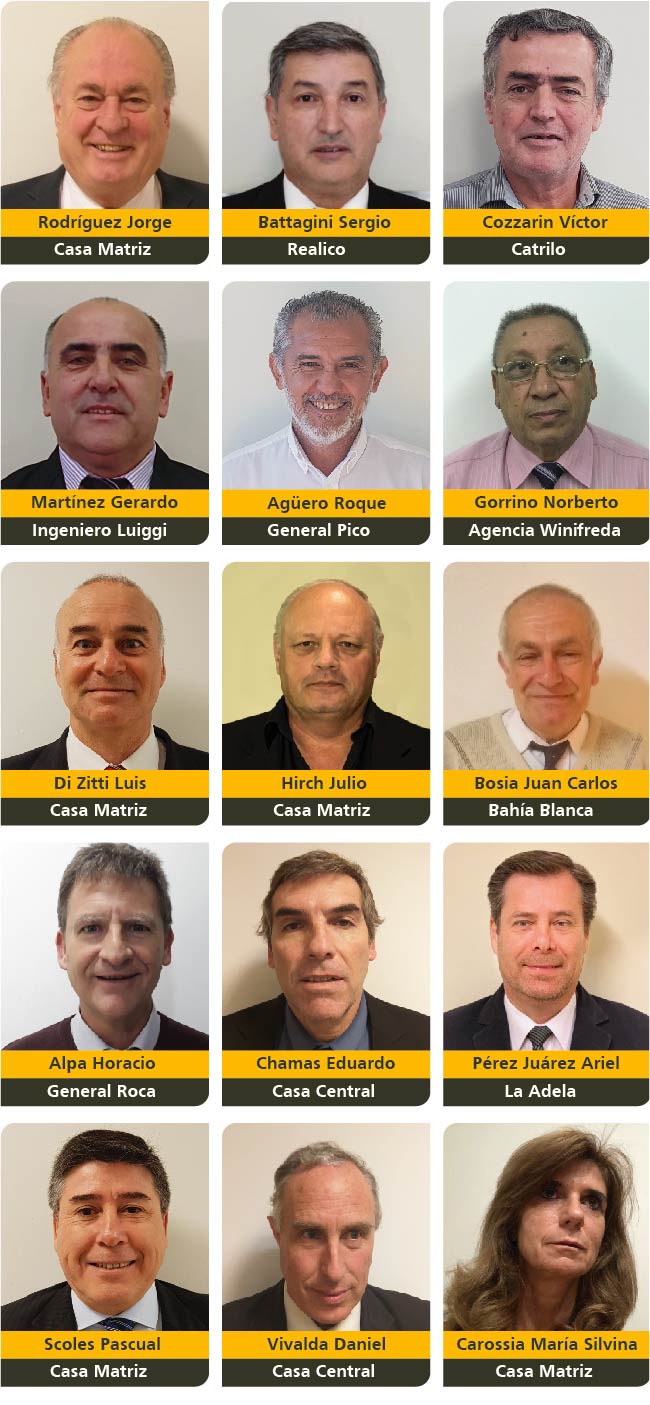 Rodríguez Jorge
Casa Matriz
Battagini Sergio
Realico
Cozzarin Víctor
Catrilo
Martínez Gerardo
Ingeniero Luiggi
Agüero Roque
General Pico
Gorrino Norberto
Agencia Winifreda
Di Zitti Luis
Casa Matriz
Hirch Julio
Casa Matriz
Bosia Juan Carlos
Bahía Blanca
Alpa Horacio
General Roca
Chamas Eduardo
Casa Central
Pérez Juárez Ariel
La Adela
Scoles Pascual
Casa Matriz
Vivalda Daniel
Casa Central
Carossia María Silvina
Casa Matriz